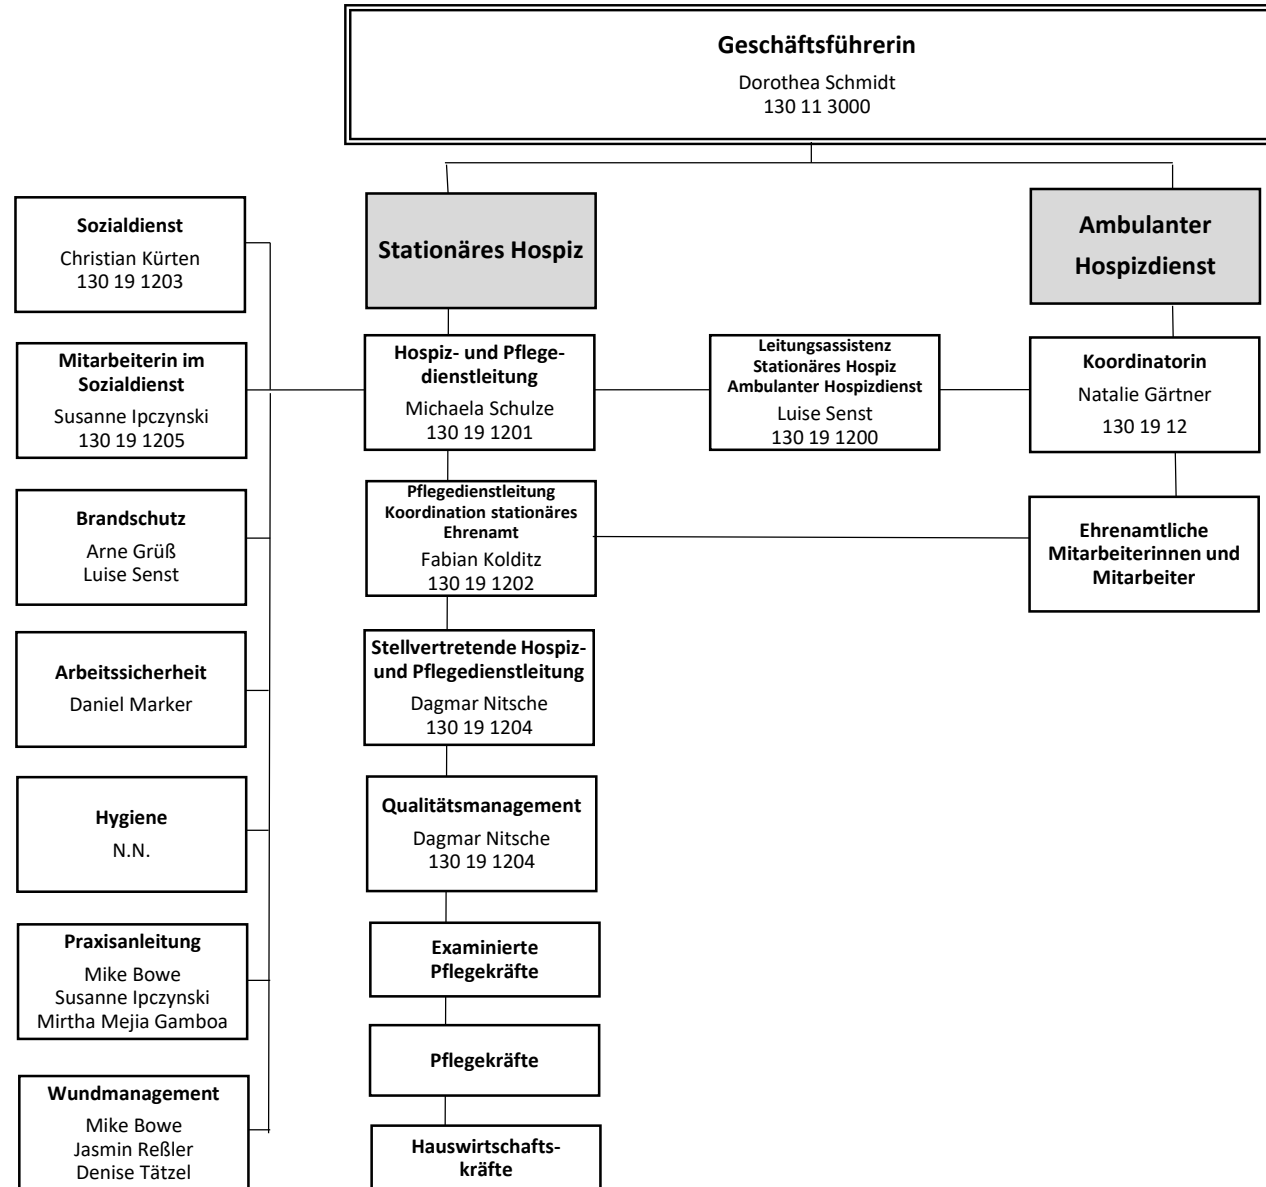 Geschäftsführerin
Dorothea Schmidt
130 11 3000
Sozialdienst
Christian Kürten
130 19 1203
Stationäres Hospiz
Ambulanter
Hospizdienst
Mitarbeiterin im
Sozialdienst
Susanne Ipczynski
130 19 1205
Hospiz- und Pflege-
dienstleitung
Michaela Schulze
130 19 1201
Leitungsassistenz
Stationäres Hospiz
Ambulanter Hospizdienst
Luise Senst
130 19 1200
Koordinatorin
Natalie Gärtner
130 19 12
Brandschutz
Arne Grüß
Luise Senst
Pflegedienstleitung
Koordination stationäres
Ehrenamt
Fabian Kolditz
130 19 1202
Ehrenamtliche
Mitarbeiterinnen und
Mitarbeiter
Arbeitssicherheit
Daniel Marker
Stellvertretende Hospiz-
und Pflegedienstleitung
Dagmar Nitsche
130 19 1204
Hygiene
N.N.
Qualitätsmanagement
Dagmar Nitsche
130 19 1204
Praxisanleitung
Mike Bowe
Susanne Ipczynski
Mirtha Mejia Gamboa
Examinierte
Pflegekräfte
Pflegekräfte
Wundmanagement
Mike Bowe
Jasmin Reßler
Denise Tätzel
Hauswirtschafts-
kräfte